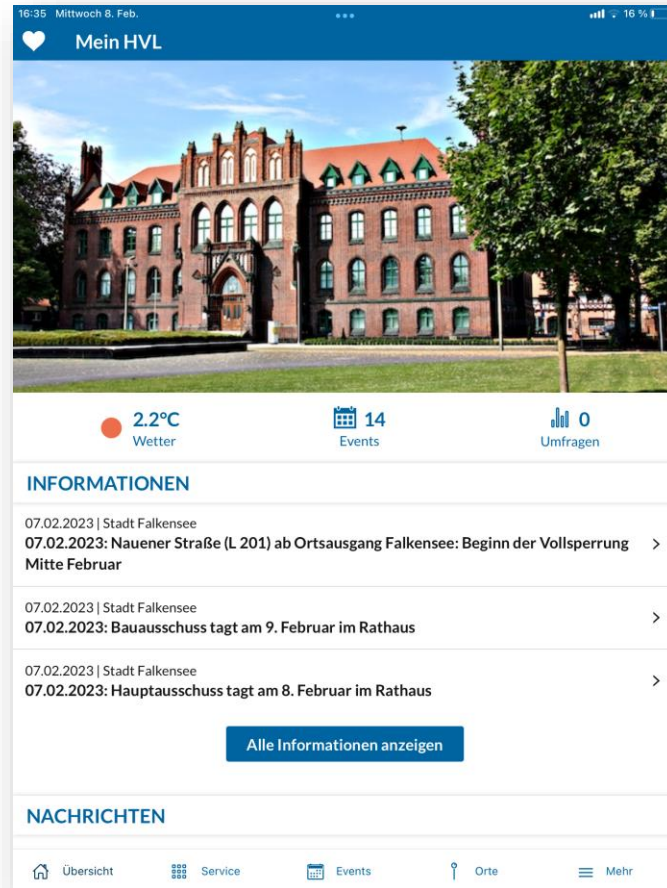 16:35 Mittwoch 8. Feb.
16 %
Mein HVL
2.2°C
Wetter
14
Events
0
Umfragen
INFORMATIONEN
07.02.2023 | Stadt Falkensee
07.02.2023: Nauener Straße (L 201) ab Ortsausgang Falkensee: Beginn der Vollsperrung
Mitte Februar
07.02.2023 | Stadt Falkensee
07.02.2023: Bauausschuss tagt am 9. Februar im Rathaus
07.02.2023 | Stadt Falkensee
07.02.2023: Hauptausschuss tagt am 8. Februar im Rathaus
Alle Informationen anzeigen
NACHRICHTEN
Übersicht
Service
Events
Orte
Mehr